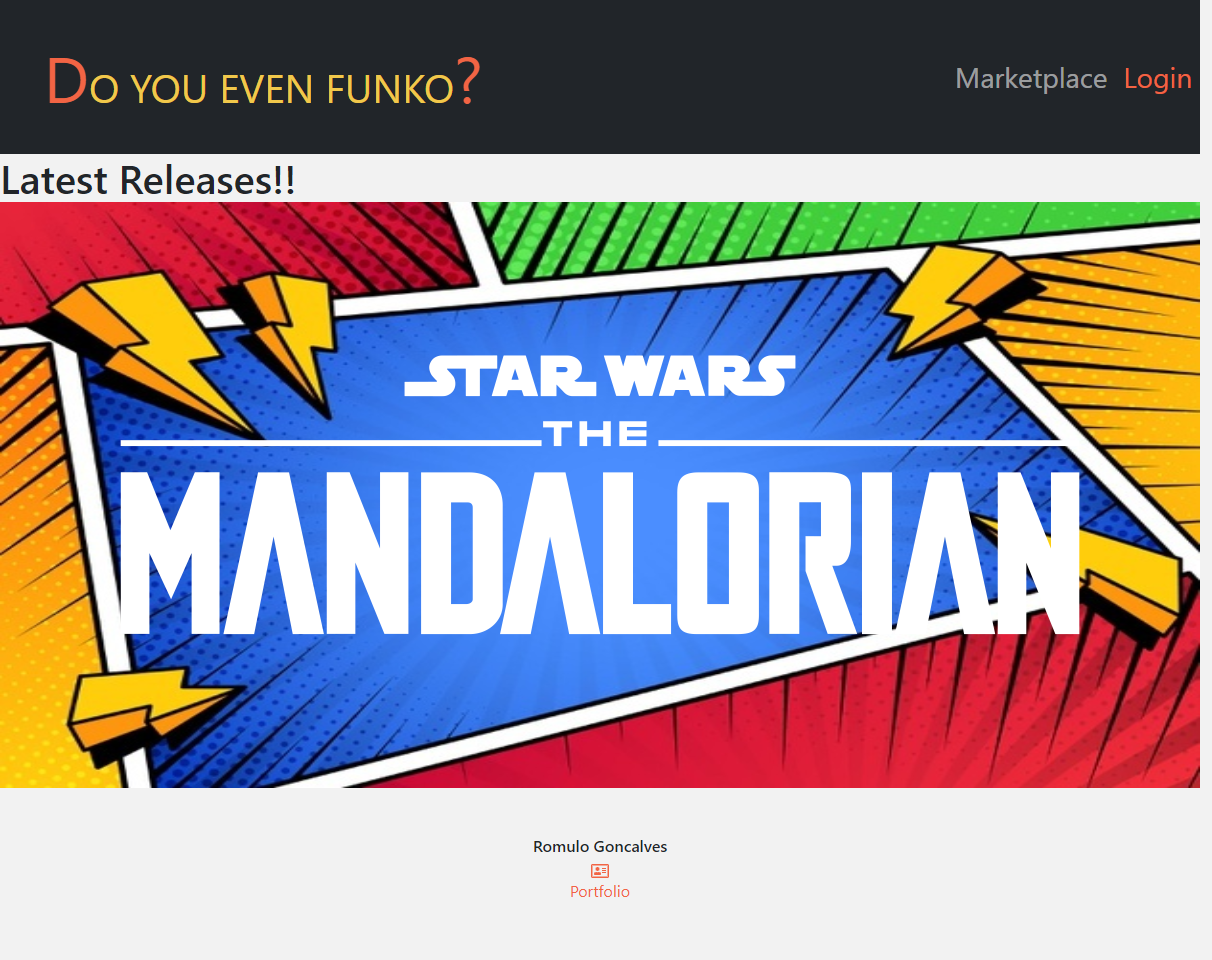 Do you even funko?
Marketplace Login
Latest Releases!!
STAR WARS
THE
MANDALORIAN
Romulo Goncalves
Portfolio